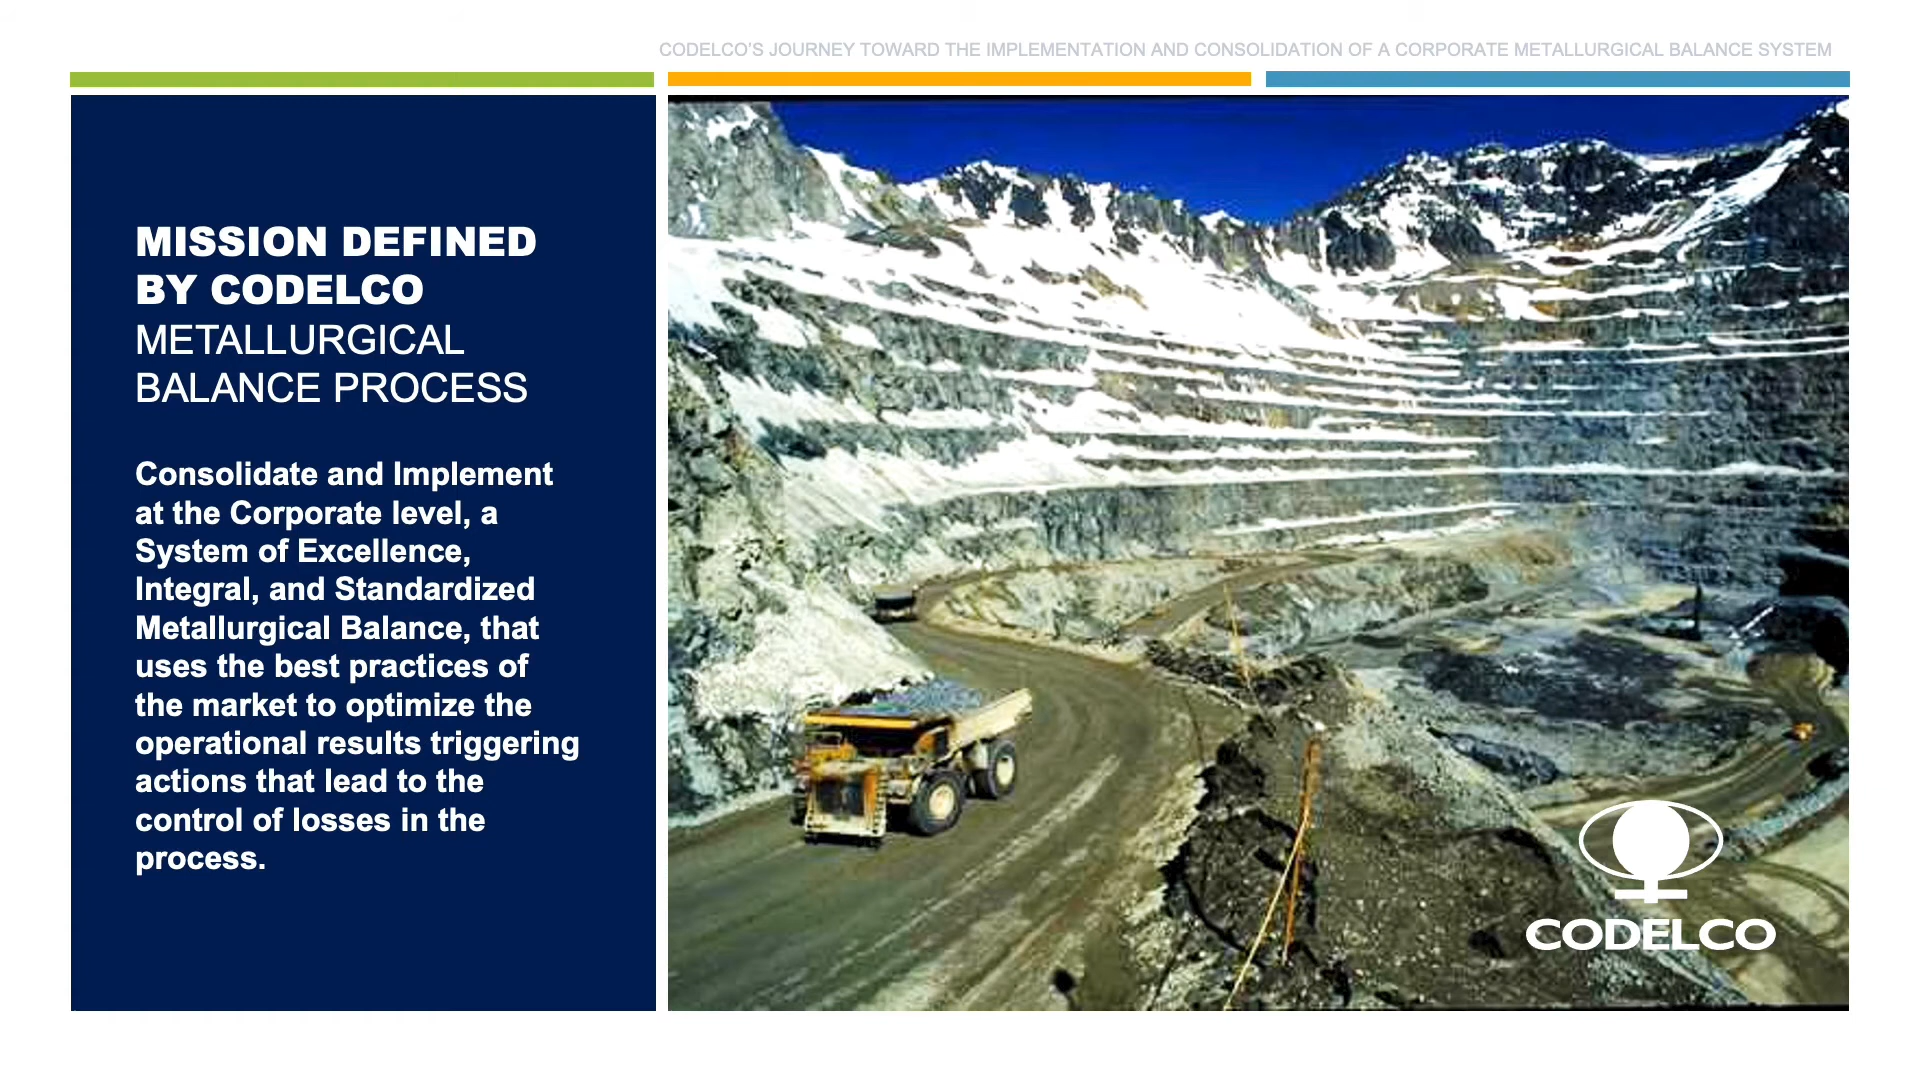 CODELCO'S JOURNEY TOWARD THE IMPLEMENTATION AND CONSOLIDATION OF A CORPORATE METALLURGICAL BALANCE SYSTEM
MISSION DEFINED
BY CODELCO
METALLURGICAL
BALANCE PROCESS
Consolidate and Implement
at the Corporate level, a
System of Excellence,
Integral, and Standardized
Metallurgical Balance, that
uses the best practices of
the market to optimize the
operational results triggering
actions that lead to the
control of losses in the
process.
CODELCO